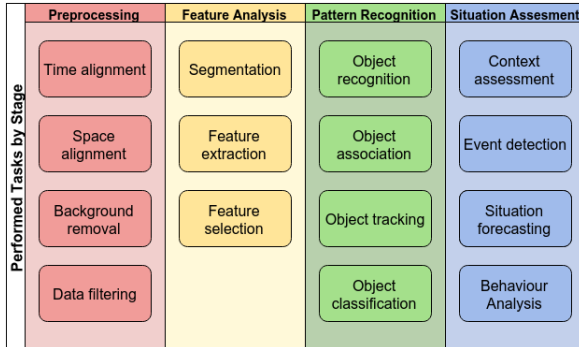 Performed Tasks by Stage
Preprocessing
Time alignment
Space
alignment
Background
removal
Data filtering
Feature Analysis
Segmentation
Feature
extraction
Feature
selection
Pattern Recognition
Object
recognition
Object
association
Object tracking
Object
classification
Situation Assesment
Context
assessment
Event detection
Situation
forecasting
Behaviour
Analysis